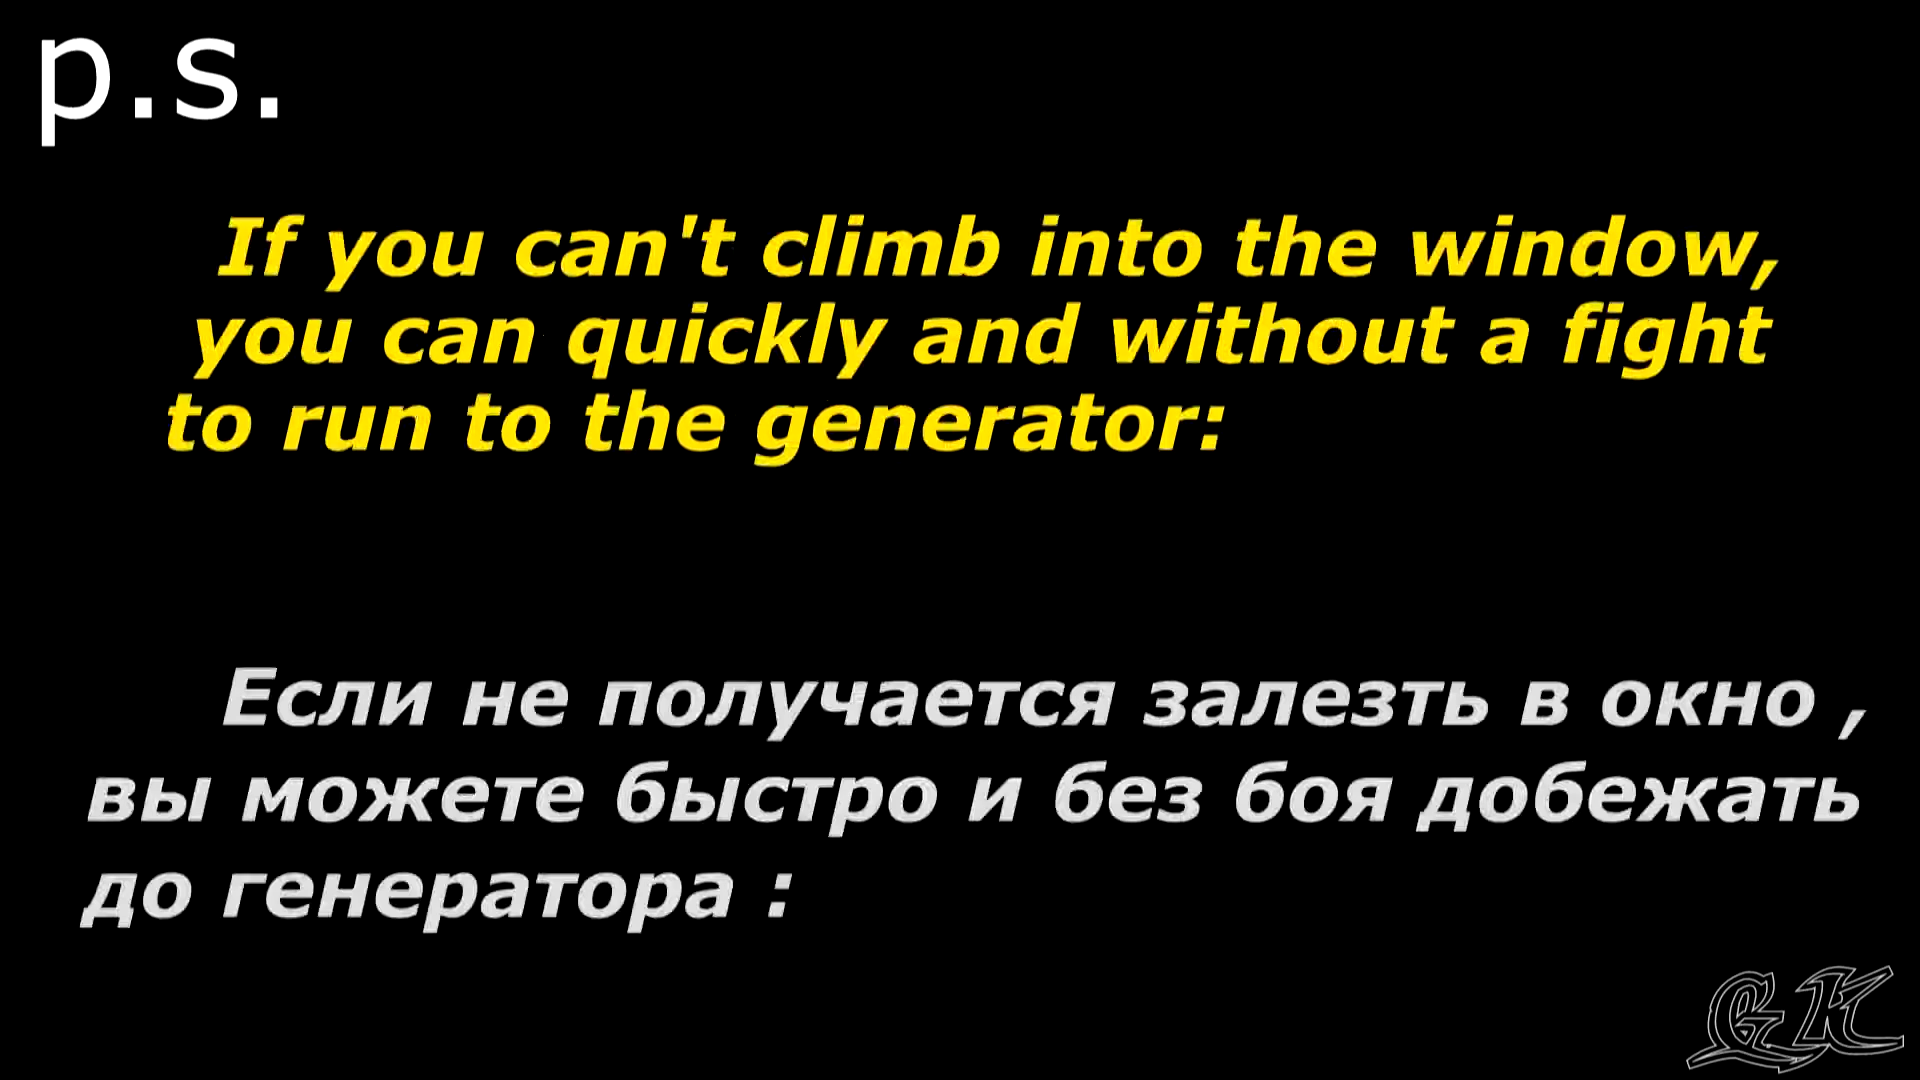 p.s.
If you can't climb into the window,
you can quickly and without a fight
to run to the generator:
Если не получается залезть в окно ,
вы можете быстро и без боя добежать
до генератора :
GK